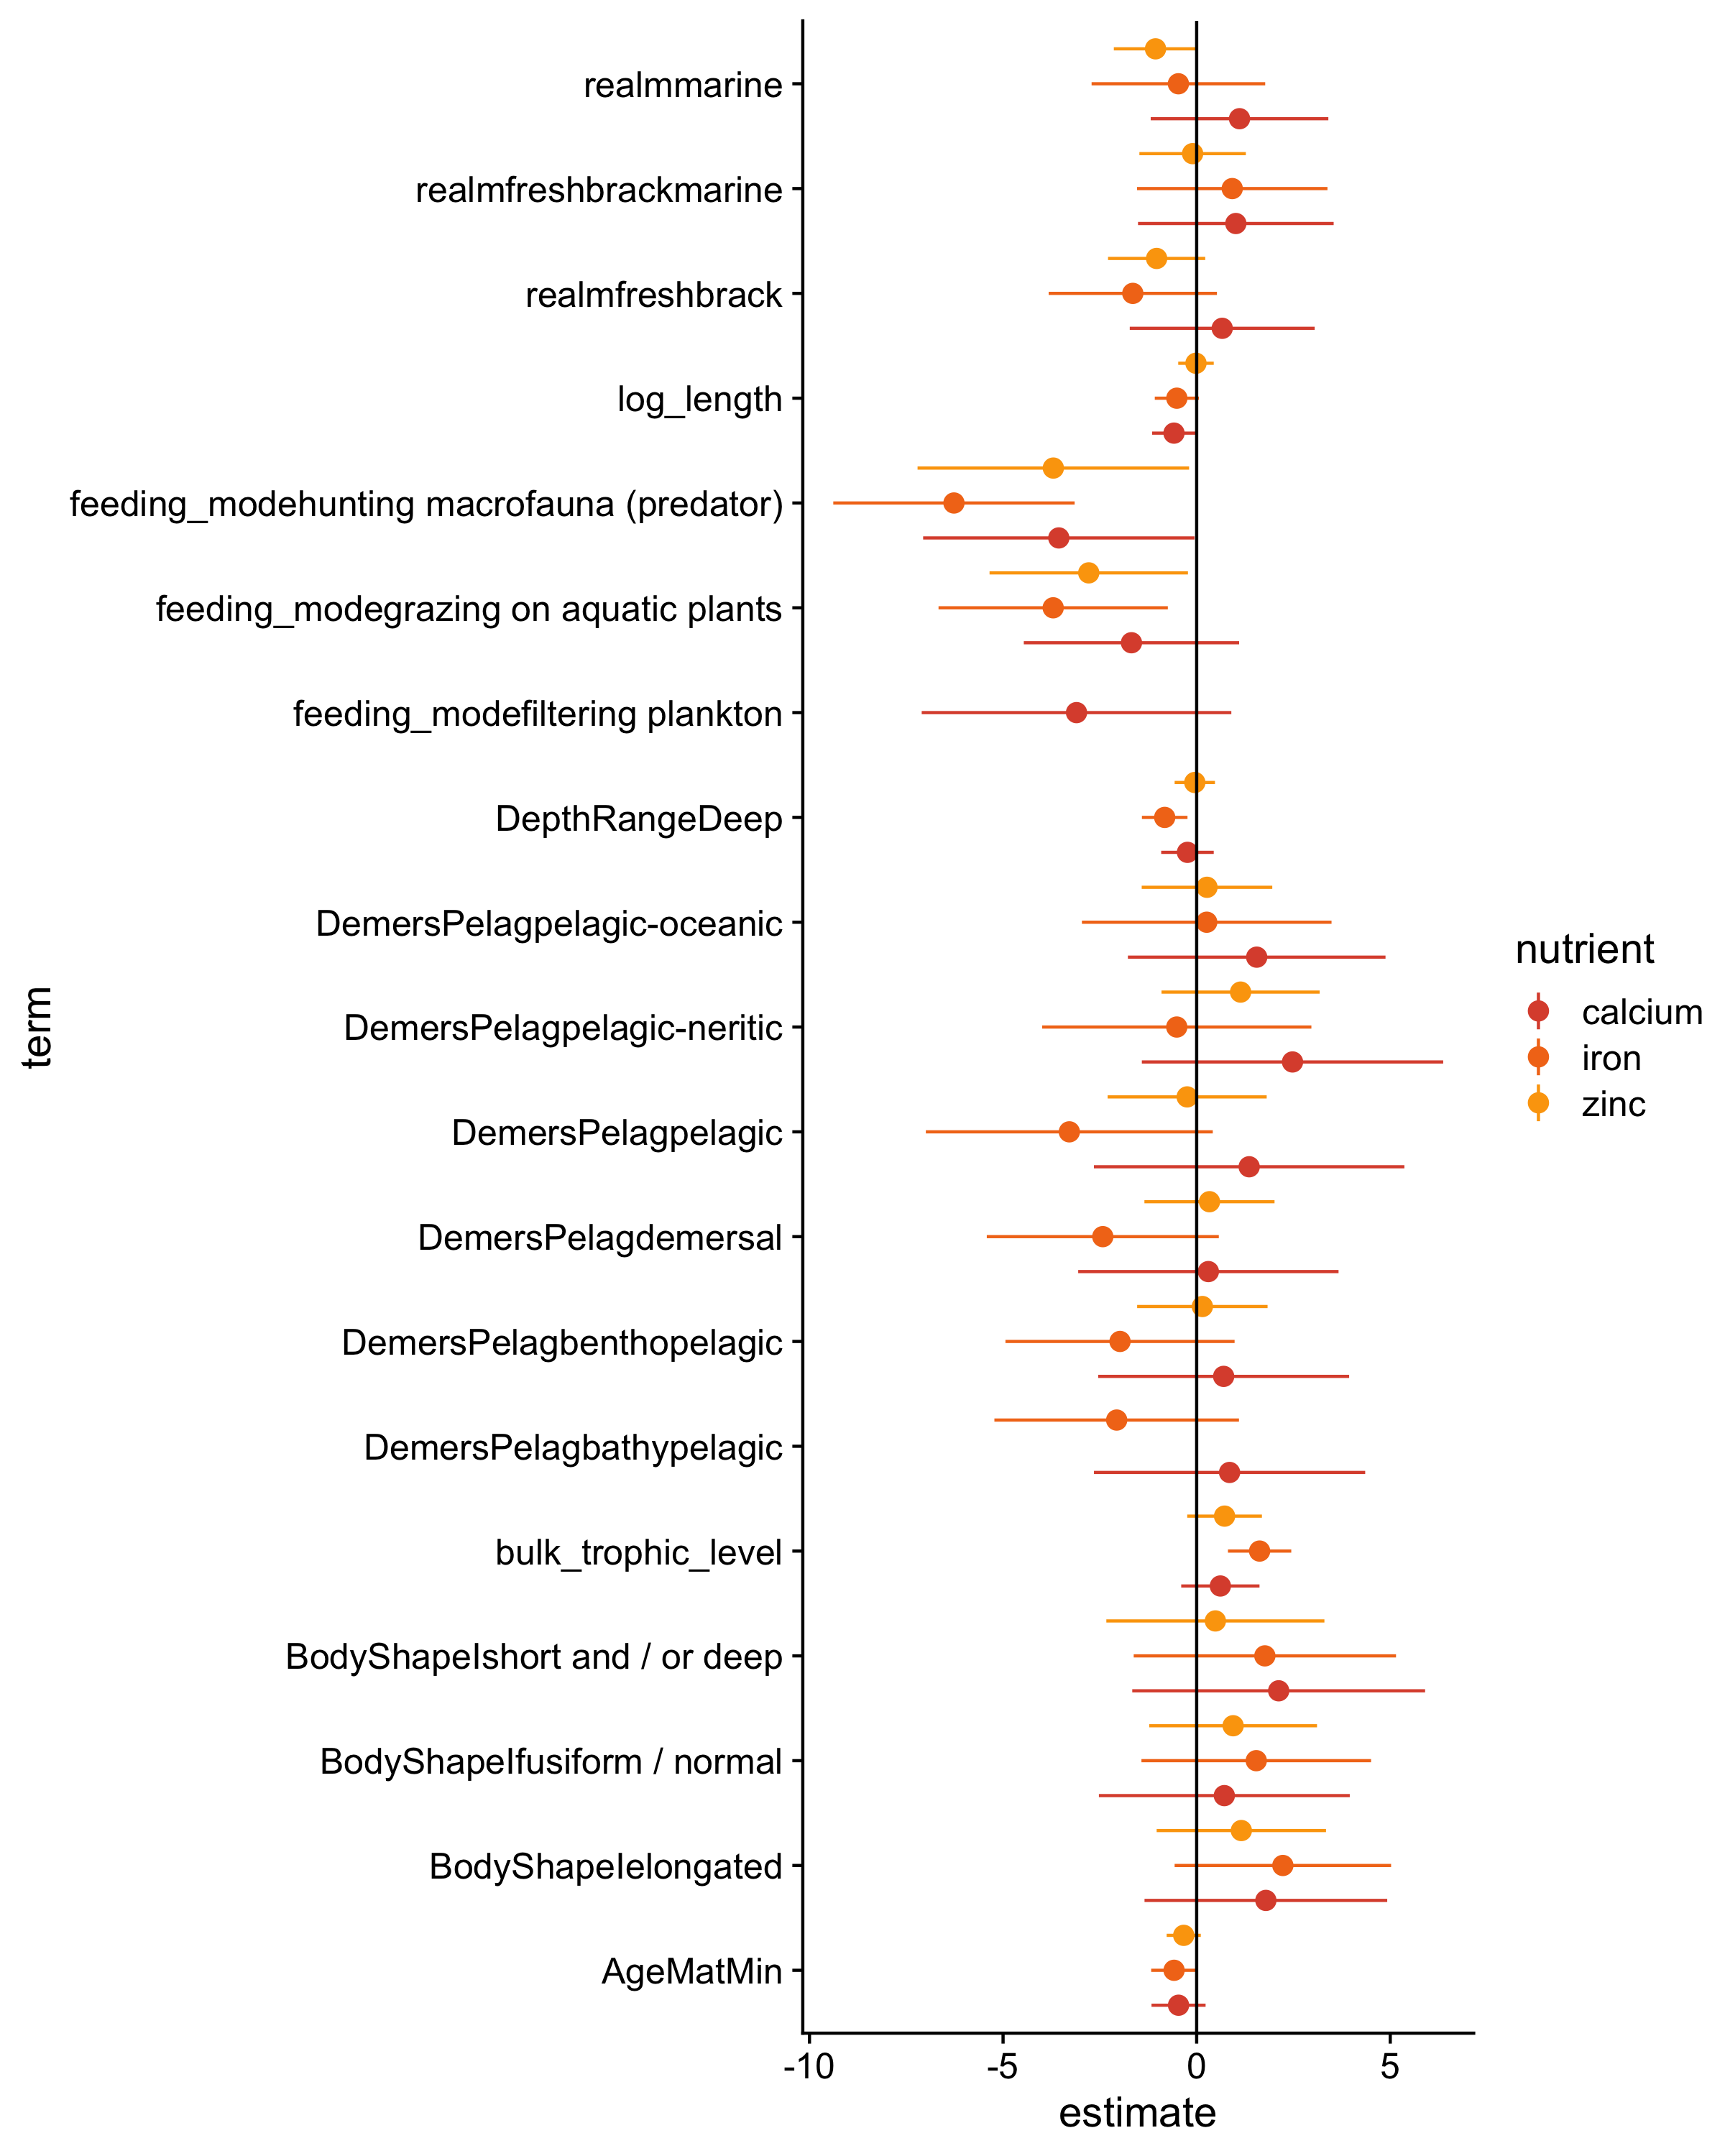 realmmarine
realmfreshbrackmarine
realmfreshbrack
log_length
feeding_modehunting macrofauna (predator)
feeding_modegrazing on aquatic plants
feeding_modefiltering plankton
DepthRangeDeep
DemersPelagpelagic-oceanic
DemersPelagpelagic-neritic
DemersPelagpelagic
DemersPelagdemersal
DemersPelagbenthopelagic
DemersPelagbathypelagic
bulk_trophic_level
BodyShapeIshort and / or deep
BodyShapeIfusiform / normal
BodyShapeIelongated
AgeMatMin
term
-10 -5 0 5
estimate
nutrient
calcium
iron
zinc